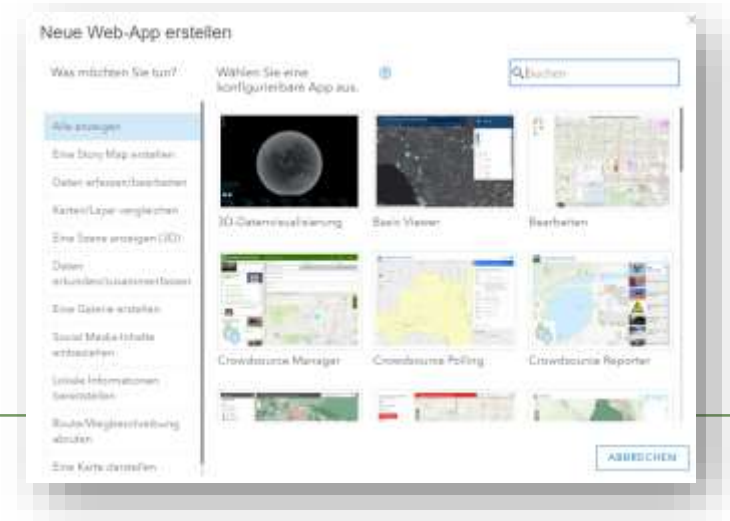 Neue Web-App erstellen
Was möchten Sie tun?
Wählen Sie eine
konfigurierbare App aus.
Suchen
Alle anzeigen
Eine Story Map erstellen
Daten erfassen/bearbeiten
Karten/Layer vergleichen
Eine Szene anzeigen (3D)
Daten
erkunden/zusammenfassen
Eine Galerie erstellen
Social Media-Inhalte
einbeziehen
Lokale Informationen
bereitstellen
Route/Wegbeschreibung
abrufen
Eine Karte darstellen
3D-Datenvisualisierung
Basic Viewer
Bearbeiten
Crowdsource Manager
Crowdsource Polling
Crowdsource Reporter
ABBRECHEN